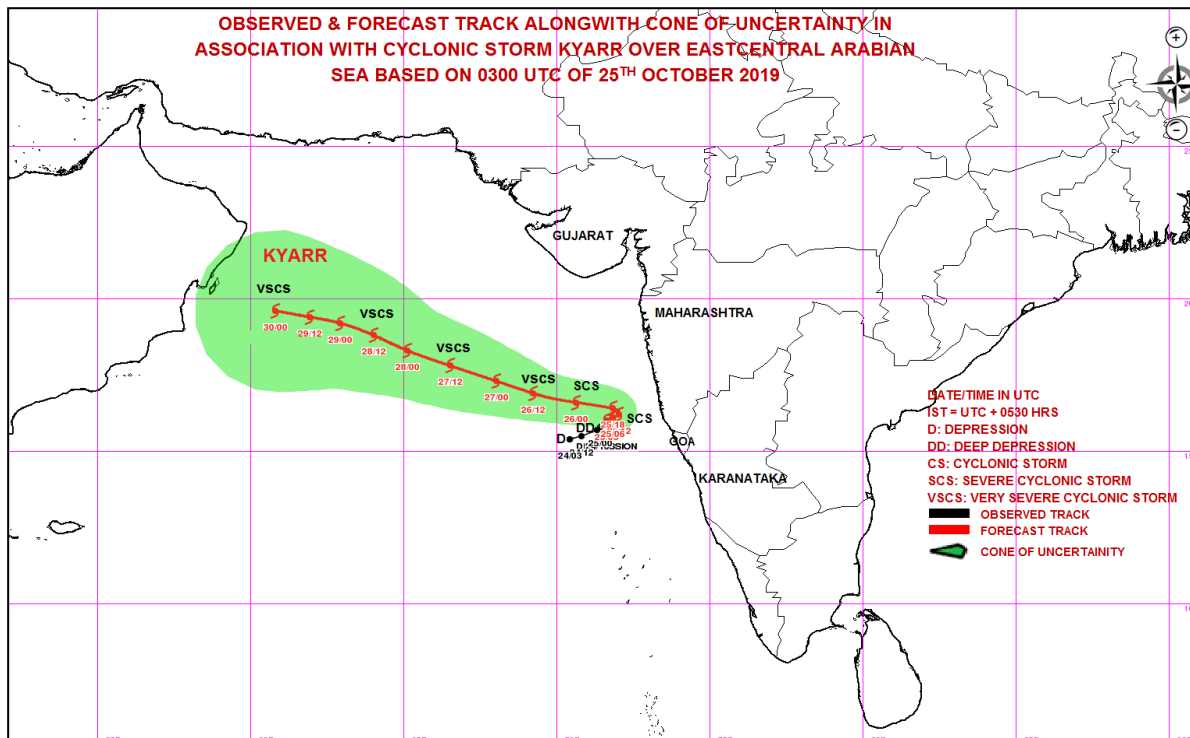 OBSERVED & FORECAST TRACK ALONGWITH CONE OF UNCERTAINTY IN
ASSOCIATION WITH CYCLONIC STORM KYARR OVER EASTCENTRAL ARABIAN
SEA BASED ON 0300 UTC OF 25TH OCTOBER 2019
GUJARAT
KYARR
VSCS
30/00
29/12
VSCS
29/00
28/12
28/00
VSCS
27/12
27/00
VSCS
26/12
SCS
26/00
SCS
25/18
25/06
DD
25/00
D
24/03
MAHARASHTRA
GOA
KARANATAKA
DATE/TIME IN UTC
IST = UTC + 0530 HRS
D: DEPRESSION
DD: DEEP DEPRESSION
CS: CYCLONIC STORM
SCS: SEVERE CYCLONIC STORM
VSCS: VERY SEVERE CYCLONIC STORM
OBSERVED TRACK
FORECAST TRACK
CONE OF UNCERTAINITY